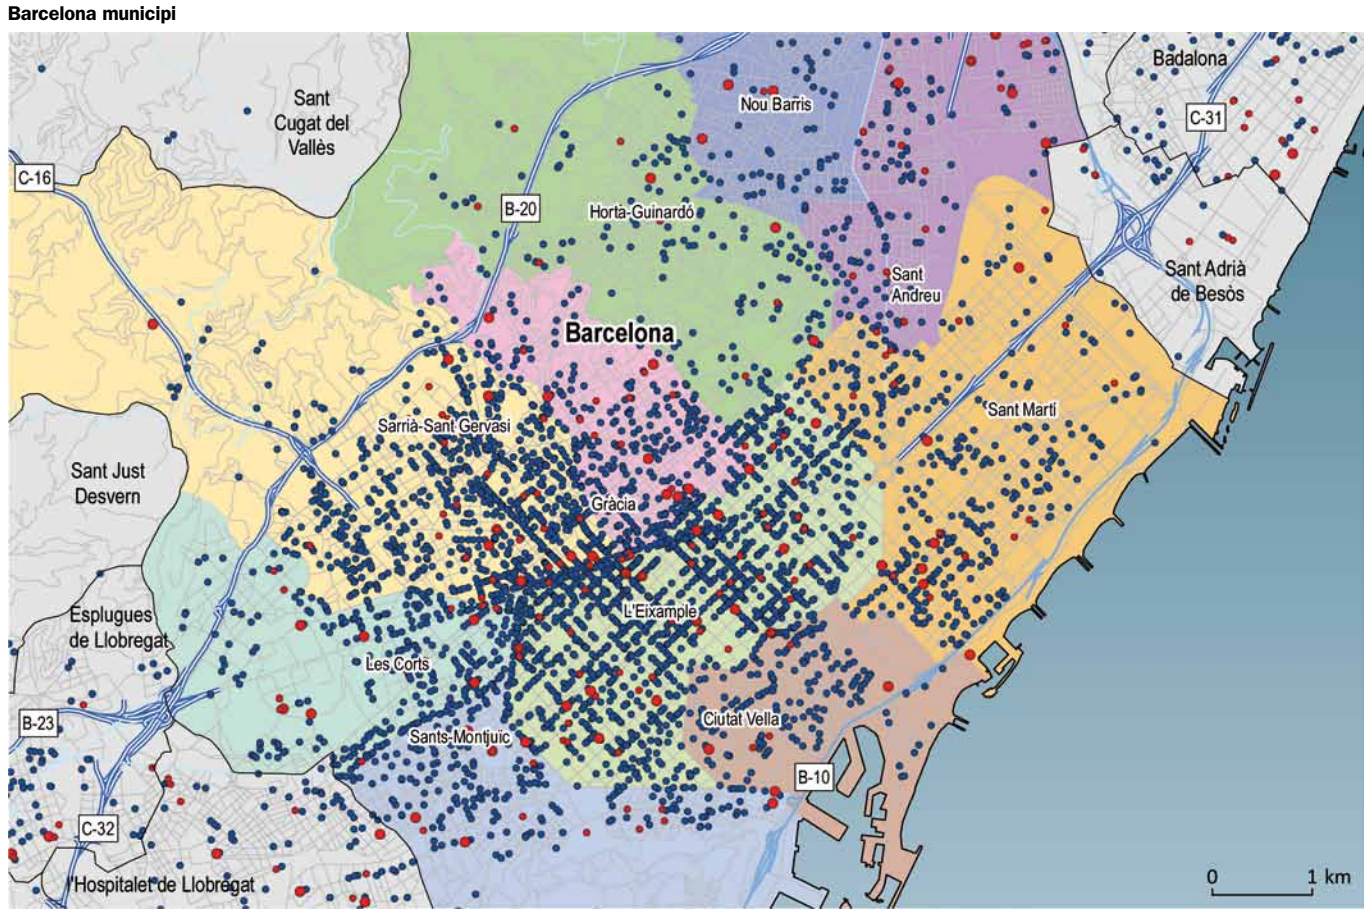 Barcelona municipi
Badalona
Sant
Cugat del
Vallès
Nou Barris
C-31
C-16
B-20
Horta-Guinardó
Sant
Andreu
Sant Adrià
de Besòs
Barcelona
Sant Martí
Sarrià-Sant Gervasi
Sant Just
Desvern
Gràcia
Esplugues
de Llobregat
L'Eixample
Les Corts
B-23
Ciutat Vella
Sants-Montjuïc
B-10
C-32
l'Hospitalet de Llobregat
0 1 km